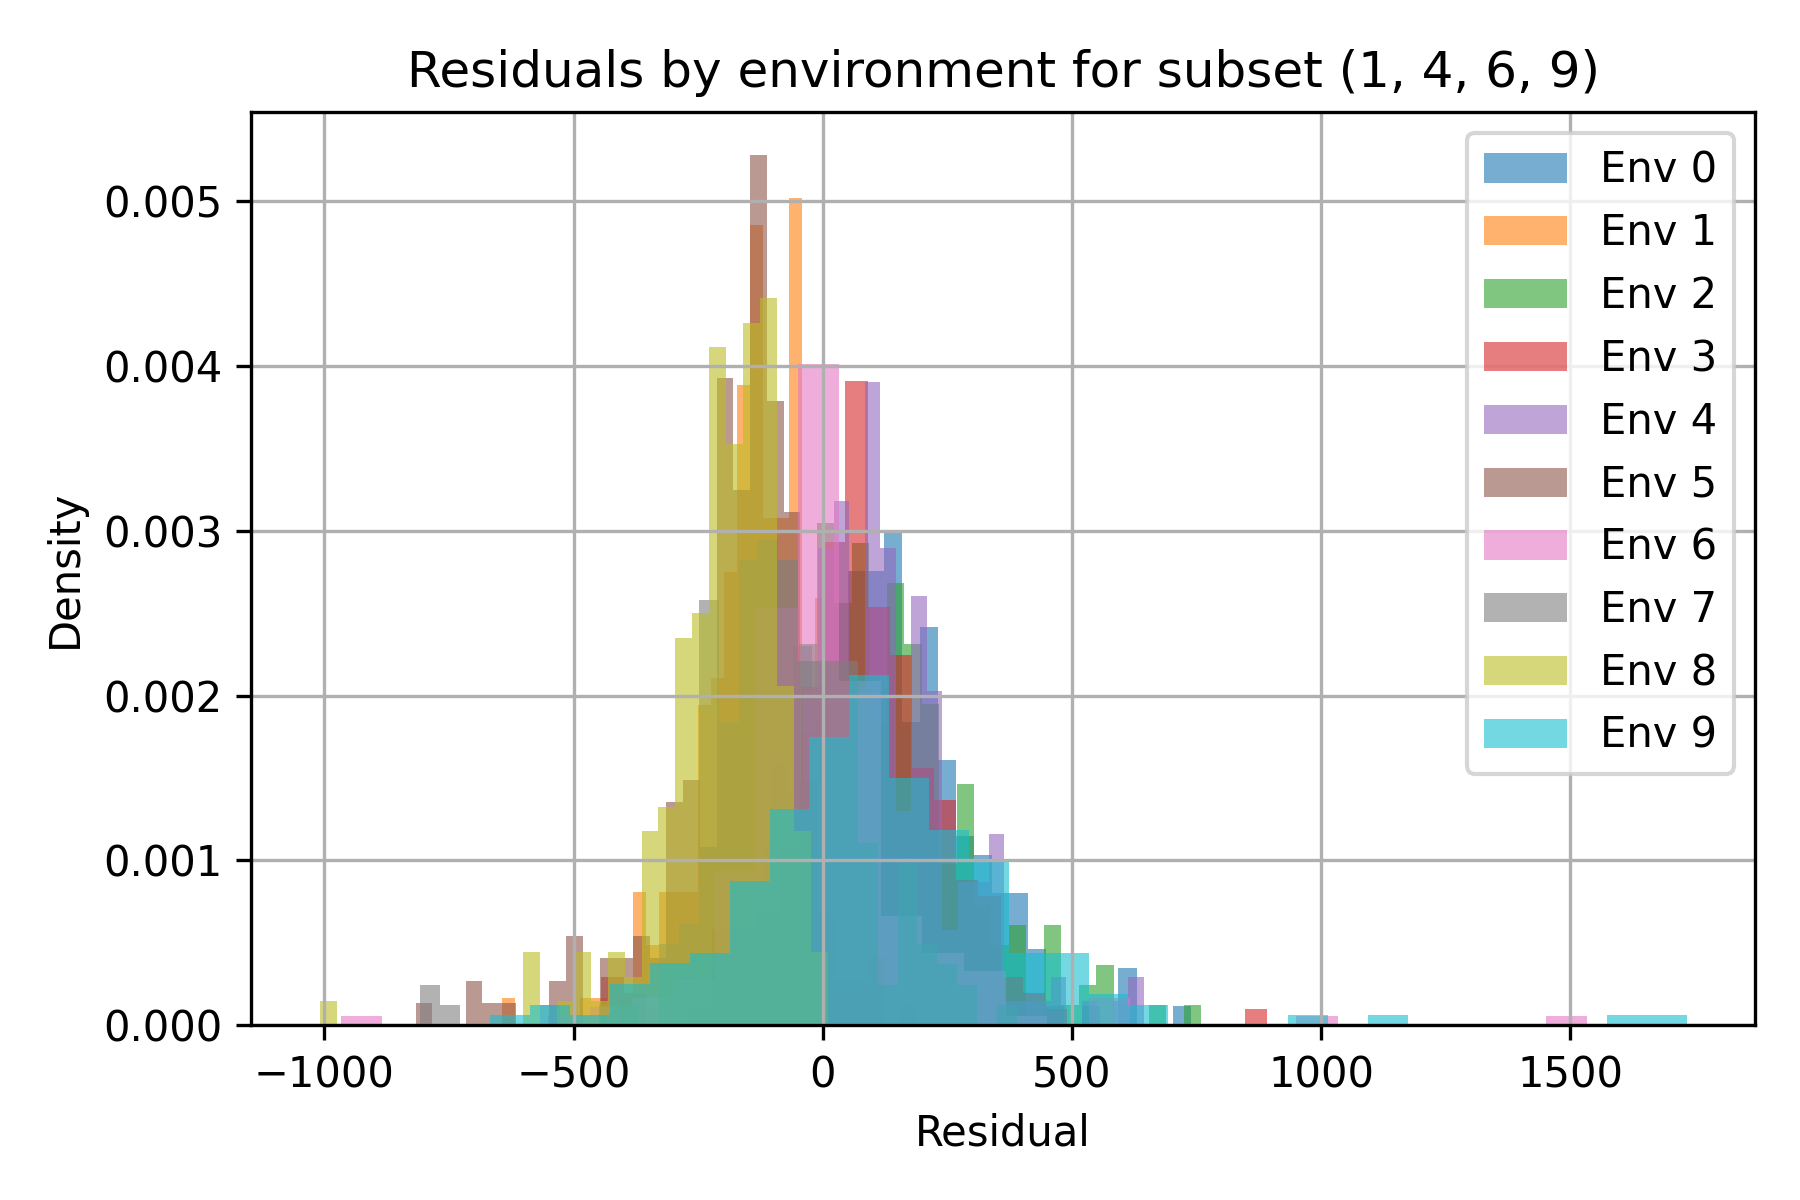 Residuals by environment for subset (1, 4, 6, 9)
Density
0.005
0.004
0.003
0.002
0.001
0.000
−1000
−500
0
500
1000
1500
Residual
Env 0
Env 1
Env 2
Env 3
Env 4
Env 5
Env 6
Env 7
Env 8
Env 9